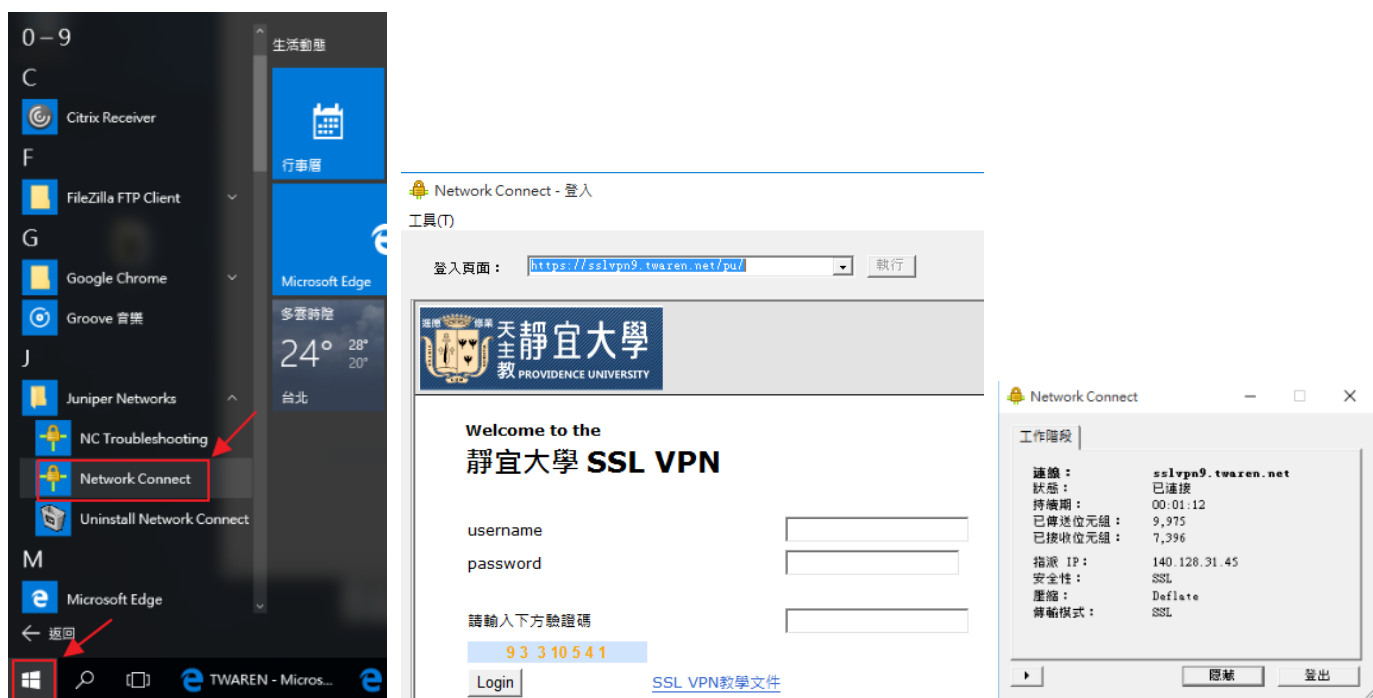 0-9
C
Citrix Receiver
F
FileZilla FTP Client
G
Google Chrome
Groove 音樂
J
Juniper Networks
NC Troubleshooting
Network Connect
Uninstall Network Connect
M
Microsoft Edge
返回
TWAREN - Micros...
生活動態
行事曆
Microsoft Edge
多雲時陰
24° 28°
20°
台北
Network Connect - 登入
工具(T)
登入頁面： https://sslvpn9.twaren.net/pu/ 執行
進德 修業
天主教 靜宜大學
PROVIDENCE UNIVERSITY
Welcome to the
靜宜大學 SSL VPN
username
password
請輸入下方驗證碼
93 310541
Login SSL VPN教學文件
Network Connect
工作階段
連線： sslvpn9.twaren.net
狀態： 已連接
持續期： 00:01:12
已傳送位元組： 9,975
已接收位元組： 7,396
指派 IP： 140.128.31.45
安全性： SSL
壓縮： Deflate
傳輸模式： SSL
隱藏 登出